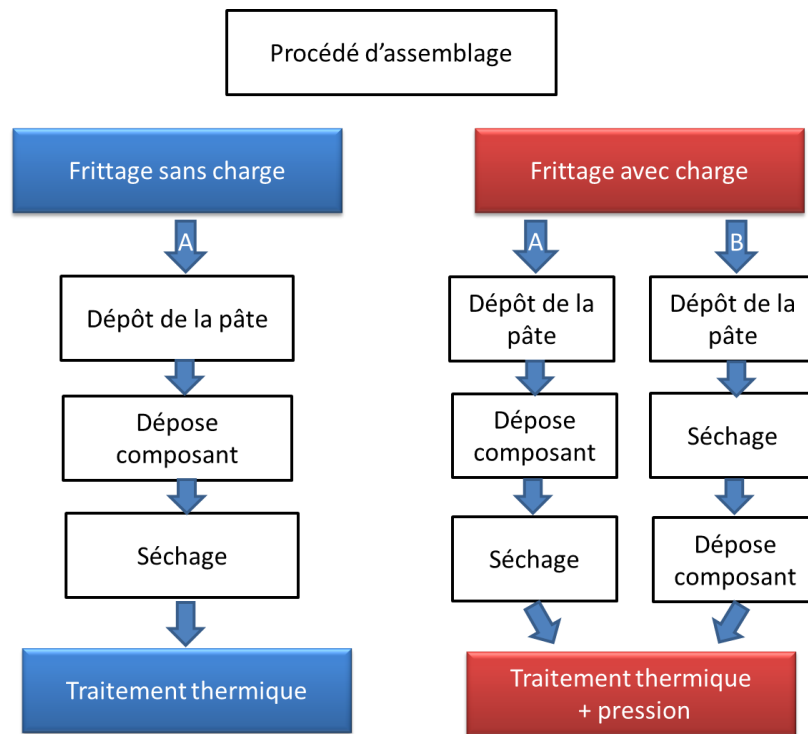 Procédé d'assemblage
Frittage sans charge
A
Dépôt de la pâte
Dépose
composant
Séchage
Traitement thermique
Frittage avec charge
A
Dépôt de la
pâte
Dépose
composant
Séchage
B
Dépôt de la
pâte
Séchage
Dépose
composant
Traitement thermique
+ pression